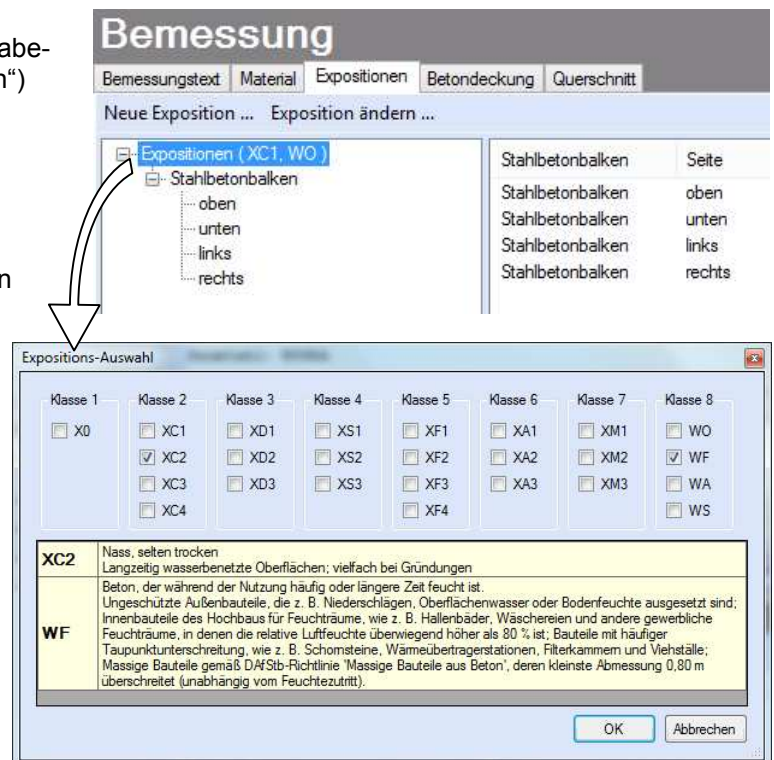 abe-
n“)
n
Bemessung
Bemessungstext Material Expositionen Betondeckung Querschnitt
Neue Exposition ... Exposition ändern ...
Expositionen ( XC1, WO )
Stahlbetonbalken
oben
unten
links
rechts
Stahlbetonbalken Seite
Stahlbetonbalken oben
Stahlbetonbalken unten
Stahlbetonbalken links
Stahlbetonbalken rechts
Expositions-Auswahl
Klasse 1 Klasse 2 Klasse 3 Klasse 4 Klasse 5 Klasse 6 Klasse 7 Klasse 8
X0 XC1 XD1 XS1 XF1 XA1 XM1 WO
XC2 XD2 XS2 XF2 XA2 XM2 WF
XC3 XD3 XS3 XF3 XA3 XM3 WA
XC4 XF4 WS
XC2
Nass, selten trocken
Langzeitig wasserbenetzte Oberflächen; vielfach bei Gründungen
WF
Beton, der während der Nutzung häufig oder längere Zeit feucht ist.
Ungeschützte Außenbauteile, die z. B. Niederschlägen, Oberflächenwasser oder Bodenfeuchte ausgesetzt sind;
Innenbauteile des Hochbaus für Feuchträume, wie z. B. Hallenbäder, Wäschereien und andere gewerbliche
Feuchträume, in denen die relative Luftfeuchte überwiegend höher als 80 % ist; Bauteile mit häufiger
Taupunktunterschreitung, wie z. B. Schornsteine, Wärmeübertragerstationen, Filterkammern und Viehställe;
Massige Bauteile gemäß DAfStb-Richtlinie 'Massige Bauteile aus Beton', deren kleinste Abmessung 0,80 m
überschreitet (unabhängig vom Feuchtezutritt).
OK Abbrechen